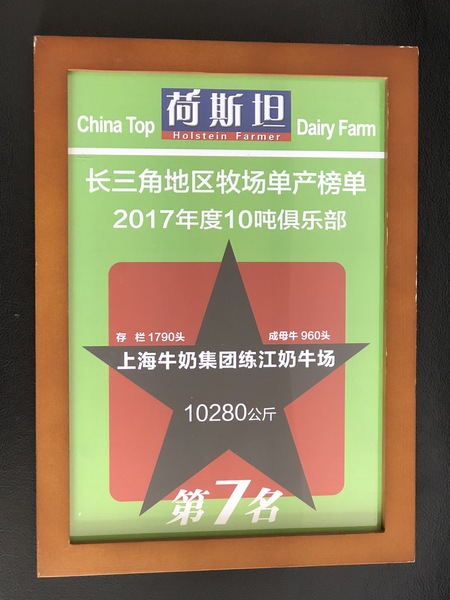 China Top 荷斯坦 Dairy Farm
Holstein Farmer
长三角地区牧场单产榜单
2017年度10吨俱乐部
存 栏 1790头 成母牛 960头
上海牛奶集团练江奶牛场
10280公斤
第7名